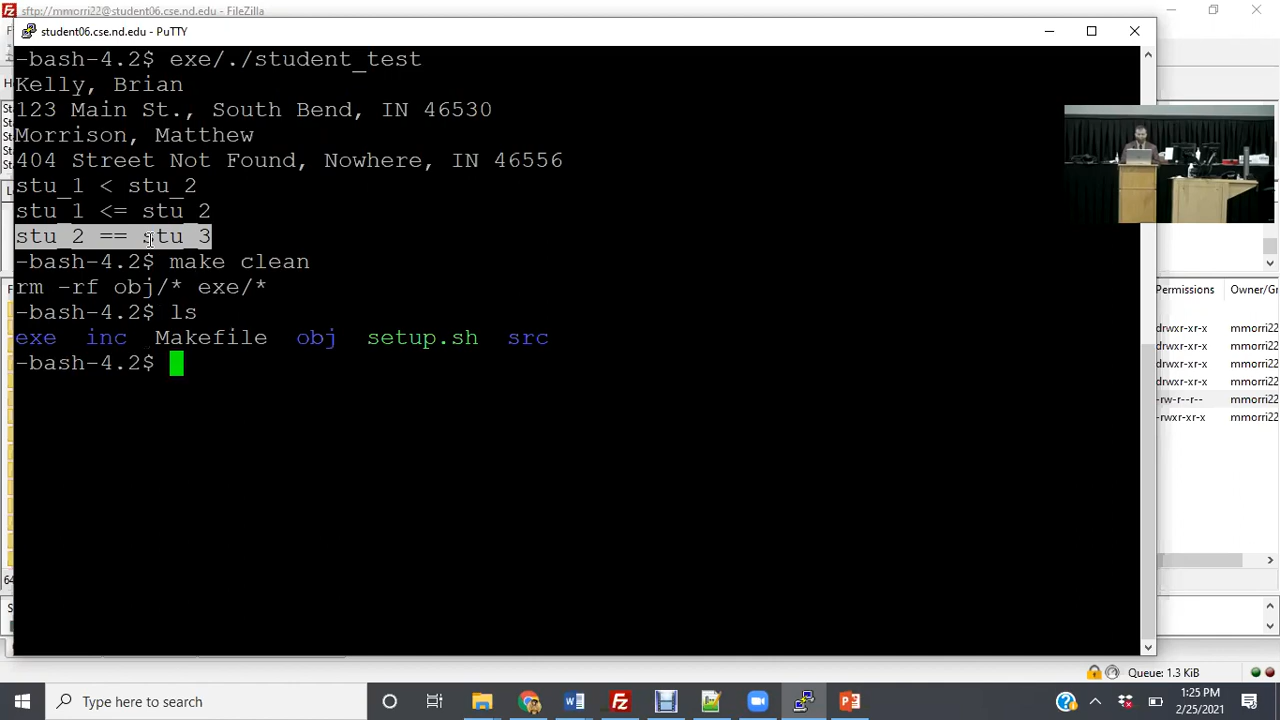 sftp://mmorri22@student06.cse.nd.edu - FileZilla
student06.cse.nd.edu - PuTTY
-bash-4.2$ exe/./student_test
Kelly, Brian
123 Main St., South Bend, IN 46530
Morrison, Matthew
404 Street Not Found, Nowhere, IN 46556
stu_1 < stu_2
stu_1 <= stu_2
stu_2 == stu_3
-bash-4.2$ make clean
rm -rf obj/* exe/*
-bash-4.2$ ls
exe inc Makefile obj setup.sh src
-bash-4.2$
Permissions Owner/Gr
drwxr-xr-x mmorri22
drwxr-xr-x mmorri22
drwxr-xr-x mmorri22
drwxr-xr-x mmorri22
-rw-r--r-- mmorri22
-rwxr-xr-x mmorri22
Queue: 1.3 KiB
Type here to search
1:25 PM
2/25/2021